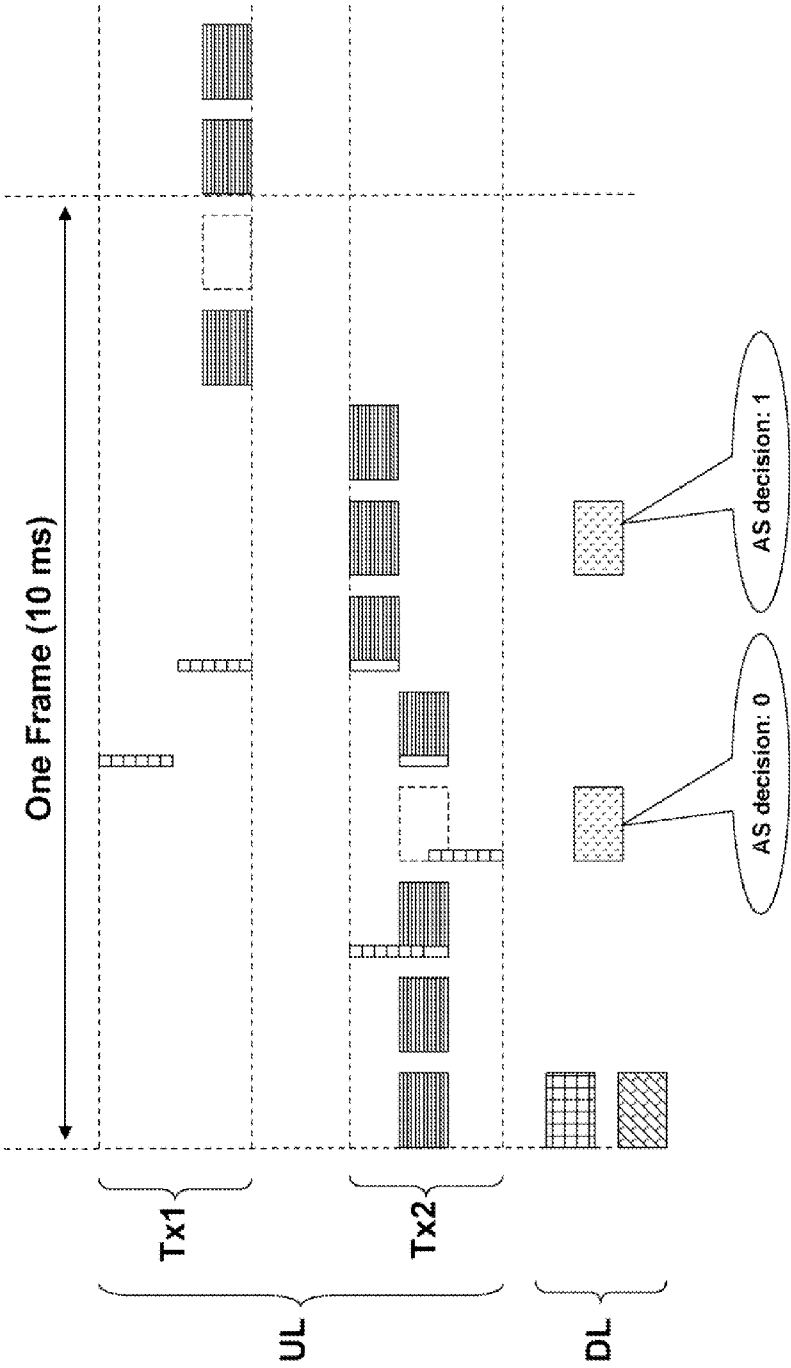 One Frame (10 ms)
Tx1
UL
Tx2
DL
AS decision: 0
AS decision: 1